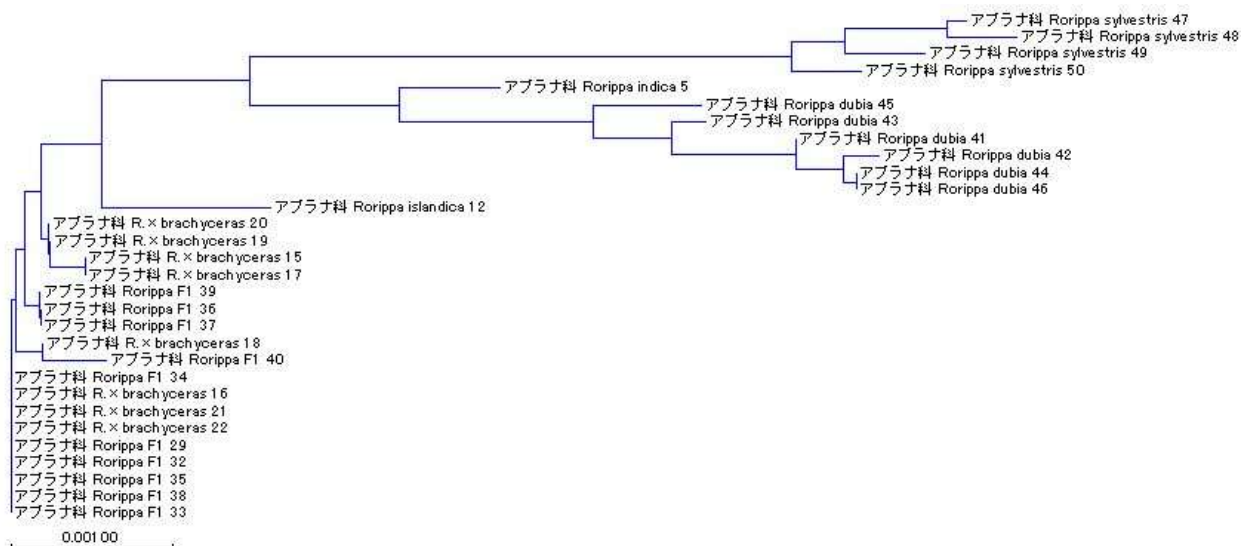 アブラナ科 Rorippa sylvestris 47
アブラナ科 Rorippa sylvestris 48
アブラナ科 Rorippa sylvestris 49
アブラナ科 Rorippa sylvestris 50
アブラナ科 Rorippa indica 5
アブラナ科 Rorippa dubia 45
アブラナ科 Rorippa dubia 43
アブラナ科 Rorippa dubia 41
アブラナ科 Rorippa dubia 42
アブラナ科 Rorippa dubia 44
アブラナ科 Rorippa dubia 46
アブラナ科 Rorippa islandica 12
アブラナ科 R.×brachyceras 20
アブラナ科 R.×brachyceras 19
アブラナ科 R.×brachyceras 15
アブラナ科 R.×brachyceras 17
アブラナ科 Rorippa F1 39
アブラナ科 Rorippa F1 36
アブラナ科 Rorippa F1 37
アブラナ科 R.×brachyceras 18
アブラナ科 Rorippa F1 40
アブラナ科 Rorippa F1 34
アブラナ科 R.×brachyceras 16
アブラナ科 R.×brachyceras 21
アブラナ科 R.×brachyceras 22
アブラナ科 Rorippa F1 29
アブラナ科 Rorippa F1 32
アブラナ科 Rorippa F1 35
アブラナ科 Rorippa F1 38
アブラナ科 Rorippa F1 33
0.00100